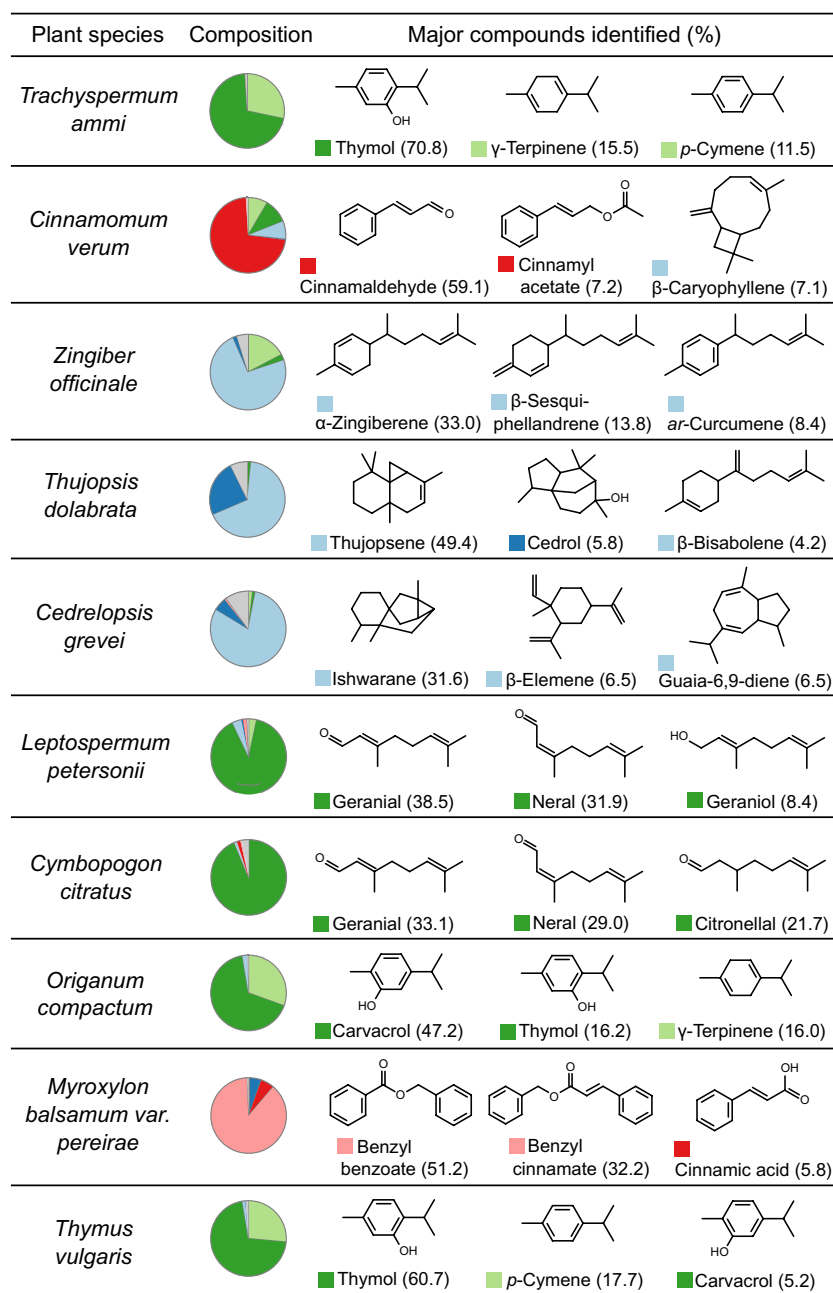 Plant species Composition Major compounds identified (%)
Trachyspermum
ammi
OH
Thymol (70.8) γ-Terpinene (15.5) p-Cymene (11.5)
Cinnamomum
verum
O
O
O
Cinnamaldehyde (59.1)
Cinnamyl
acetate (7.2)
β-Caryophyllene (7.1)
Zingiber
officinale
α-Zingiberene (33.0)
β-Sesqui-
phellandrene (13.8)
ar-Curcumene (8.4)
Thujopsis
dolabrata
OH
Thujopsene (49.4) Cedrol (5.8) β-Bisabolene (4.2)
Cedrelopsis
grevei
Ishwarane (31.6) β-Elemene (6.5) Guaia-6,9-diene (6.5)
Leptospermum
petersonii
O
O
HO
Geranial (38.5) Neral (31.9) Geraniol (8.4)
Cymbopogon
citratus
O
O
O
Geranial (33.1) Neral (29.0) Citronellal (21.7)
Origanum
compactum
HO
OH
Carvacrol (47.2) Thymol (16.2) γ-Terpinene (16.0)
Myroxylon
balsamum var.
pereirae
O
O
O
O
OH
O
Benzyl
benzoate (51.2)
Benzyl
cinnamate (32.2)
Cinnamic acid (5.8)
Thymus
vulgaris
OH
HO
Thymol (60.7) p-Cymene (17.7) Carvacrol (5.2)